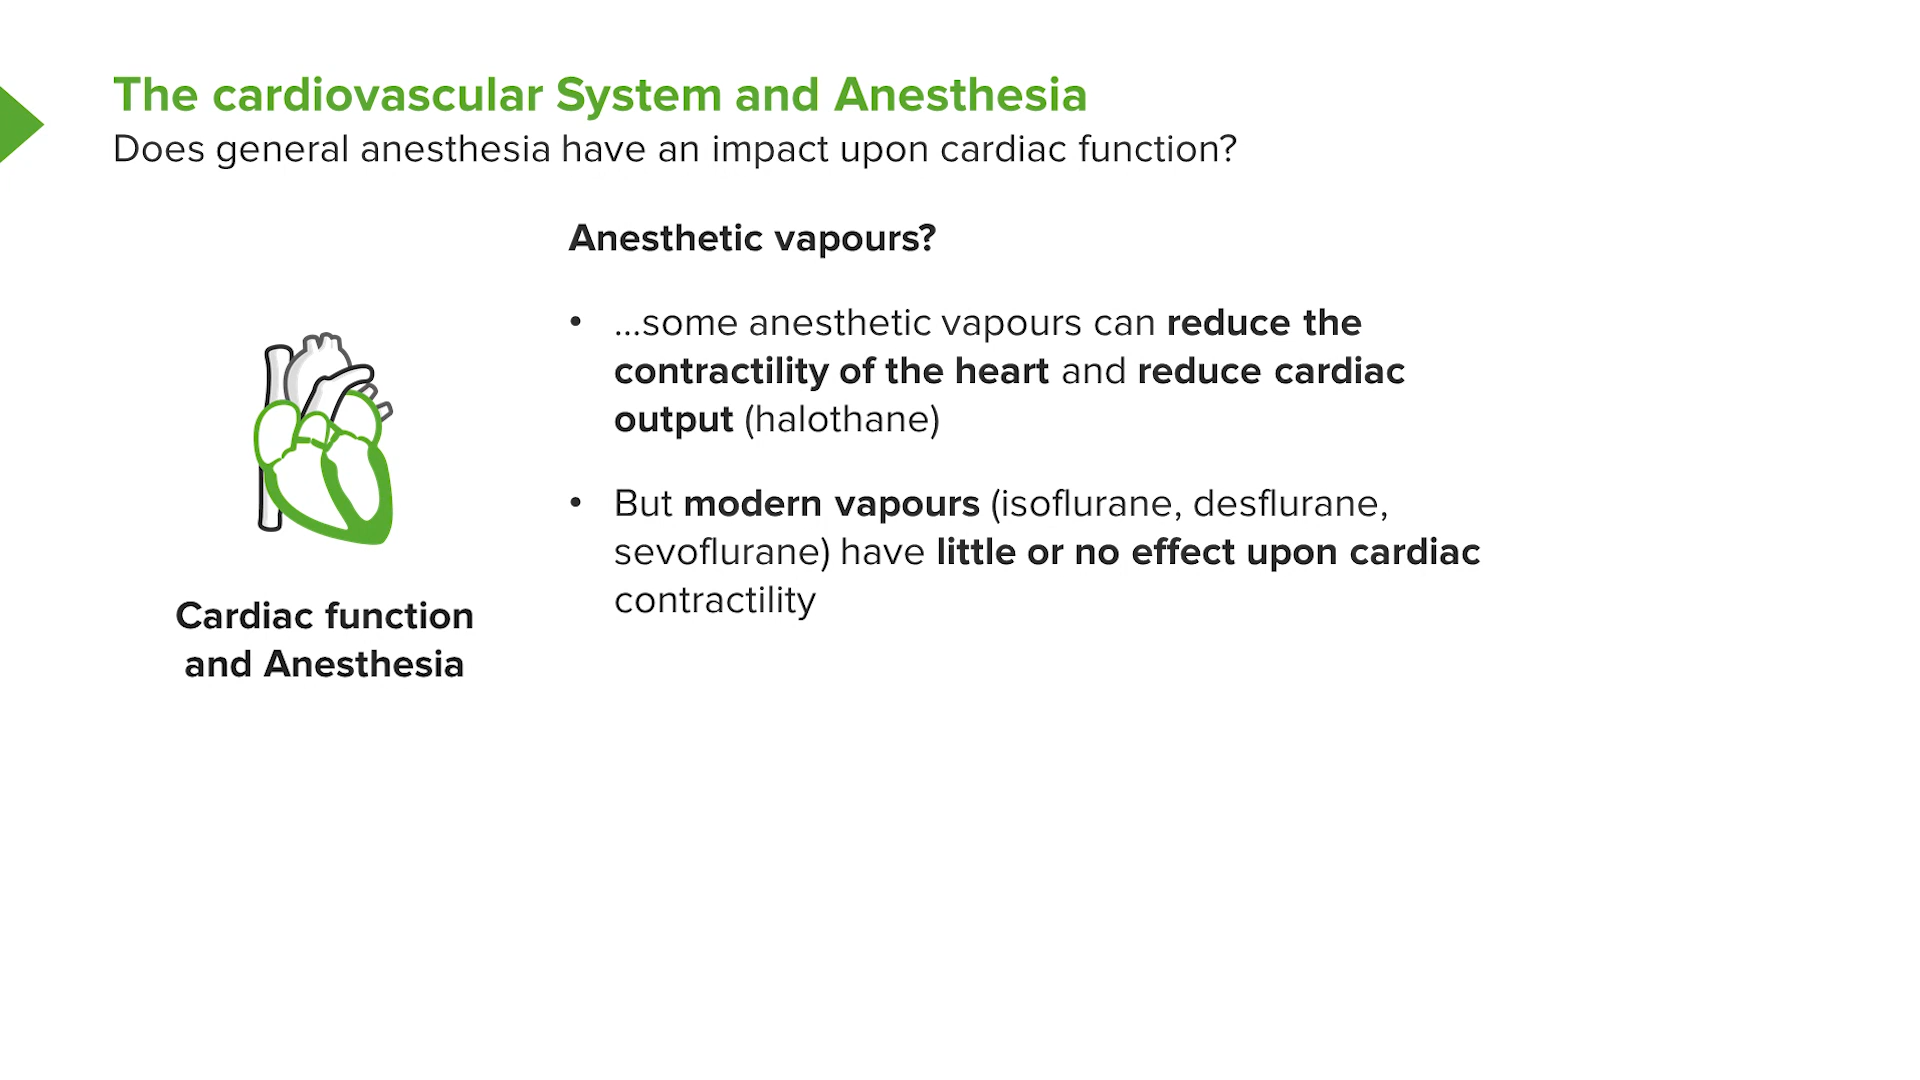 The cardiovascular System and Anesthesia
Does general anesthesia have an impact upon cardiac function?
Anesthetic vapours?
• ...some anesthetic vapours can reduce the
contractility of the heart and reduce cardiac
output (halothane)
• But modern vapours (isoflurane, desflurane,
sevoflurane) have little or no effect upon cardiac
contractility
Cardiac function
and Anesthesia